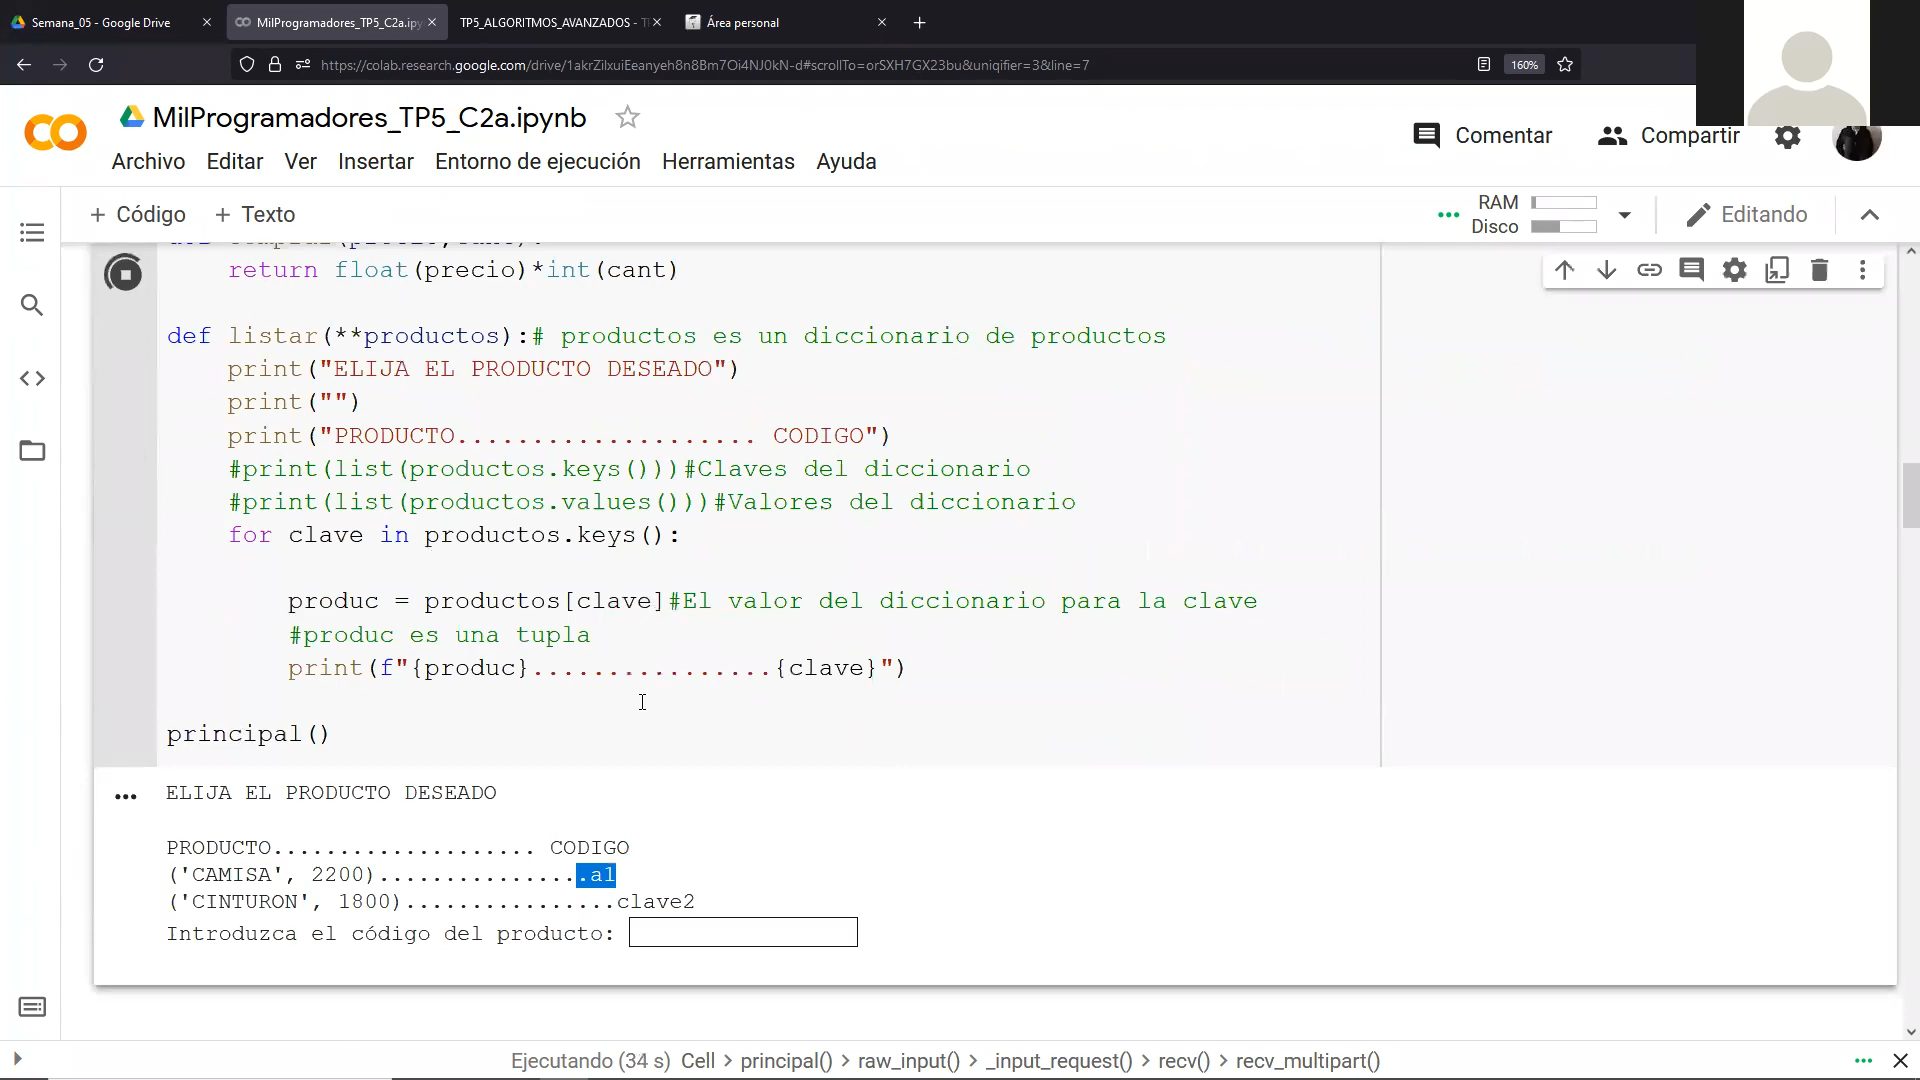 Semana_05 - Google Drive
MilProgramadores_TP5_C2a.ipy
TP5_ALGORITMOS_AVANZADOS -
Área personal
https://colab.research.google.com/drive/1akrZilxuiEeanyeh8n8Bm7Oi4NJ0kN-d#scrollTo=orSXH7GX23bu&uniqifier=3&line=7
160%
MilProgramadores_TP5_C2a.ipynb
Comentar
Compartir
Archivo Editar Ver Insertar Entorno de ejecución Herramientas Ayuda
+ Código + Texto
RAM
Disco
Editando
return float(precio)*int(cant)
def listar(**productos):# productos es un diccionario de productos
print("ELIJA EL PRODUCTO DESEADO")
print("")
print("PRODUCTO.................... CODIGO")
#print(list(productos.keys()))#Claves del diccionario
#print(list(productos.values()))#Valores del diccionario
for clave in productos.keys():
produc = productos[clave]#El valor del diccionario para la clave
#produc es una tupla
print(f"{produc}................{clave}")
principal()
ELIJA EL PRODUCTO DESEADO
PRODUCTO.................... CODIGO
('CAMISA', 2200)................a1
('CINTURON', 1800)................clave2
Introduzca el código del producto:
Ejecutando (34 s) Cell > principal() > raw_input() > _input_request() > recv() > recv_multipart()